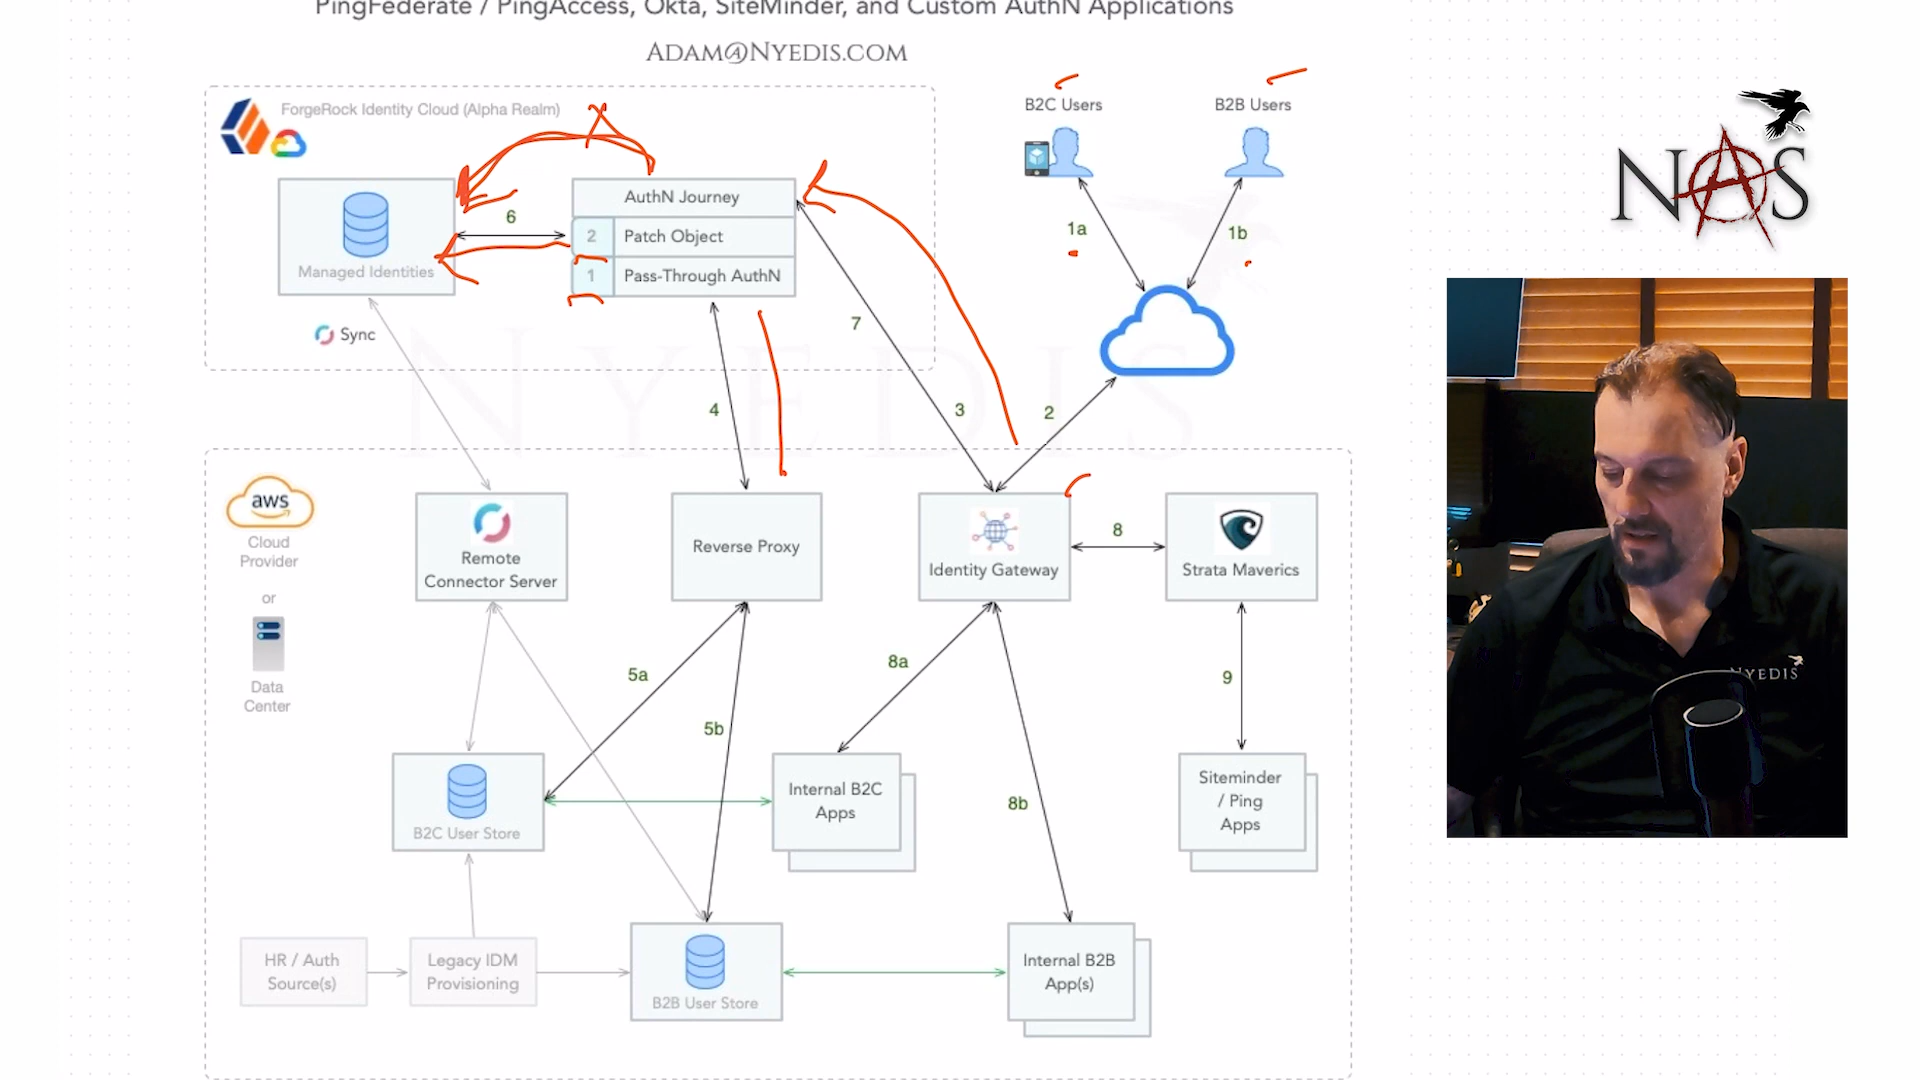 PingFederate / PingAccess, Okta, SiteMinder, and Custom AuthN Applications
ADAM@NYEDIS.COM
ForgeRock Identity Cloud (Alpha Realm)
B2C Users
B2B Users
NAS
AuthN Journey
6
2
Patch Object
1a
1b
Managed Identities
1
Pass-Through AuthN
7
Sync
NYEDIS
4
3
2
aws
Cloud
Provider
or
Data
Center
Remote
Connector Server
Reverse Proxy
Identity Gateway
8
Strata Maverics
5a
8a
9
5b
8b
NYEDIS
B2C User Store
Internal B2C
Apps
Siteminder
/ Ping
Apps
HR / Auth
Source(s)
Legacy IDM
Provisioning
B2B User Store
Internal B2B
App(s)